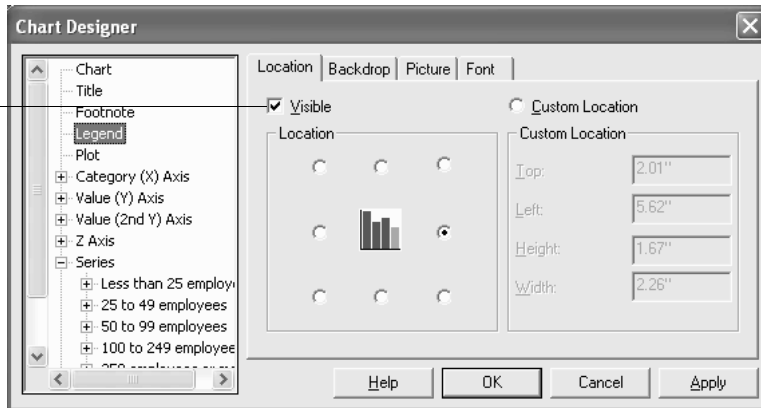 Chart Designer
Chart
Title
Footnote
Legend
Plot
Category (X) Axis
Value (Y) Axis
Value (2nd Y) Axis
Z Axis
Series
Less than 25 employ
25 to 49 employees
50 to 99 employees
100 to 249 employee
Location Backdrop Picture Font
Visible
Custom Location
Location
Custom Location
Top: 2.01"
Left: 5.62"
Height: 1.67"
Width: 2.26"
Help OK Cancel Apply